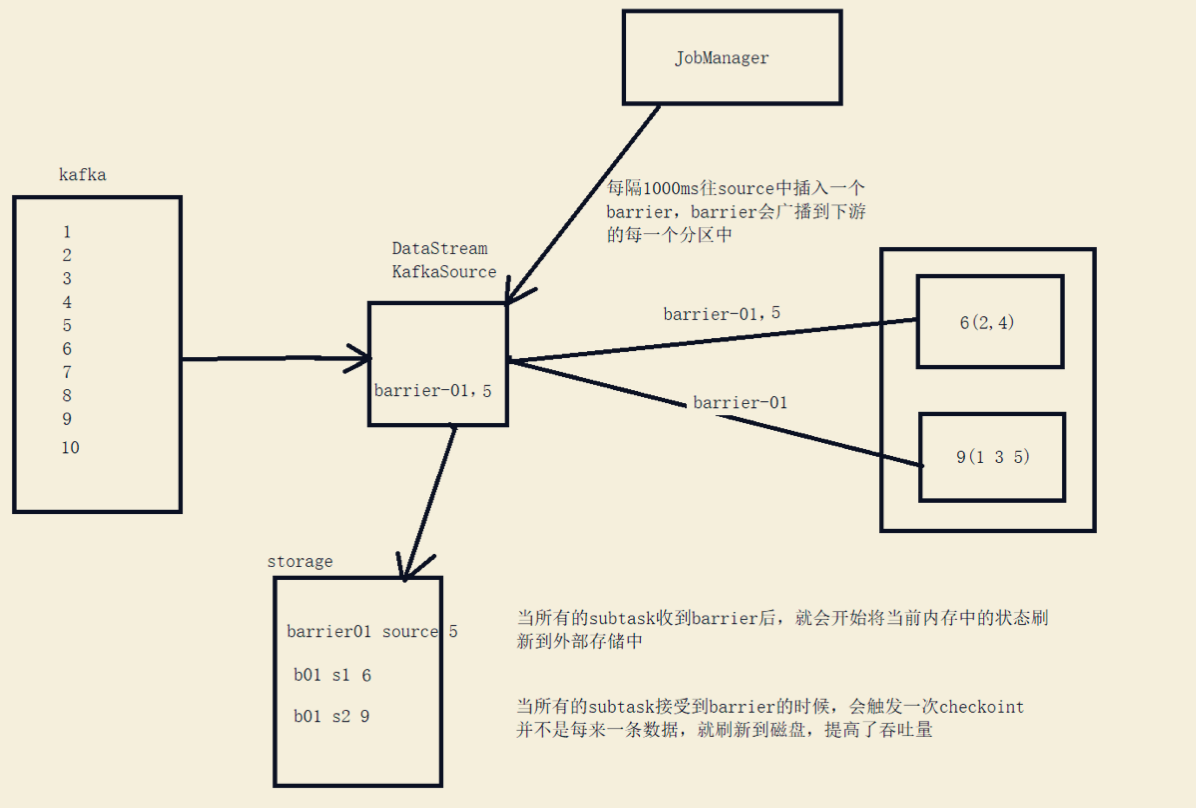 JobManager
kafka
每隔1000ms往source中插入一个
barrier，barrier会广播到下游
的每一个分区中
1
2
3
4
5
6
7
8
9
10
DataStream
KafkaSource
barrier-01，5
barrier-01，5
6(2,4)
barrier-01
9(1 3 5)
storage
barrier01 source 5
b01 s1 6
b01 s2 9
当所有的subtask收到barrier后，就会开始将当前内存中的状态刷
新到外部存储中
当所有的subtask接受到barrier的时候，会触发一次checkoint
并不是每来一条数据，就刷新到磁盘，提高了吞吐量